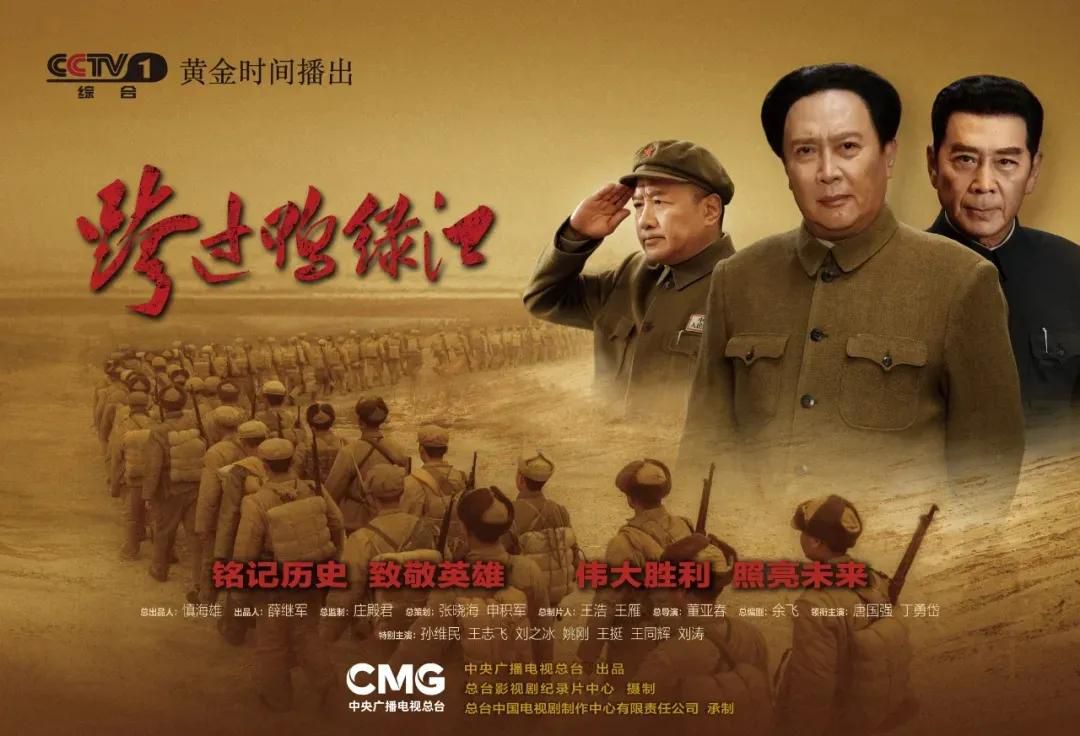 CCTV 1 黄金时间播出
综合
跨过鸭绿江
铭记历史 致敬英雄 伟大胜利 照亮未来
总出品人：慎海雄 出品人：薛继军 总监制：庄殿君 总策划：张晓海 申积军 总制片人：王浩 王雁 总导演：董亚春 总编剧：余飞 领衔主演：唐国强 丁勇岱
特别主演：孙维民 王志飞 刘之冰 姚刚 王挺 王同辉 刘涛
CMG 中央广播电视总台 出品
总台影视剧纪录片中心 摄制
中央广播电视总台 总台中国电视剧制作中心有限责任公司 承制